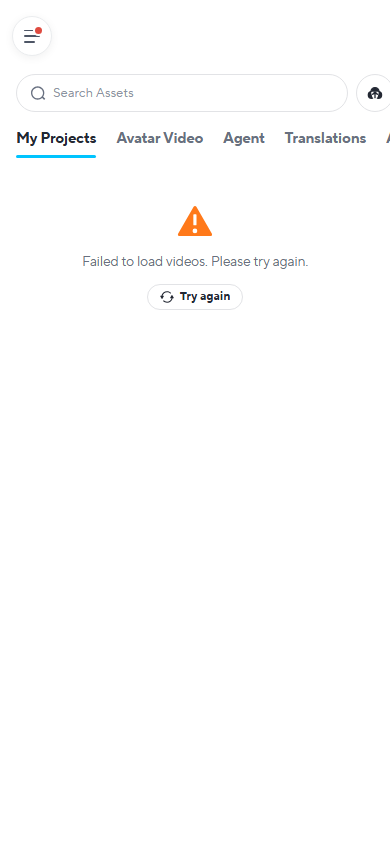 Search Assets
My Projects Avatar Video Agent Translations
Failed to load videos. Please try again.
Try again